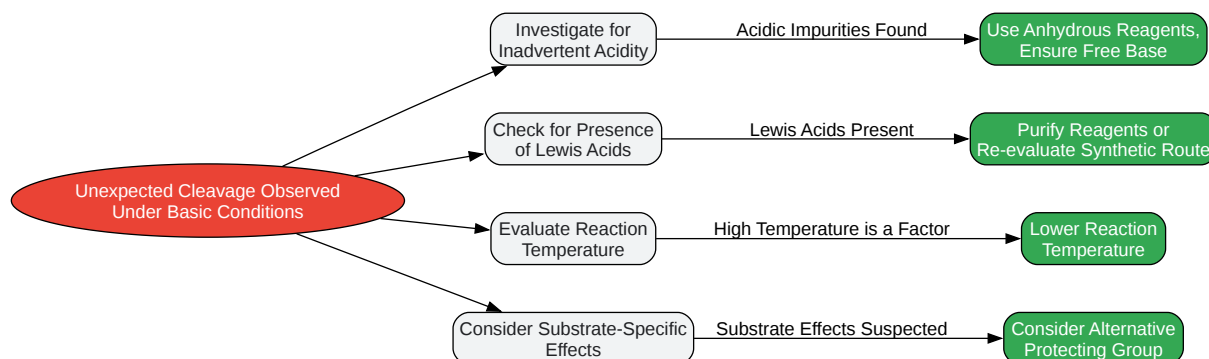 Unexpected Cleavage Observed
Under Basic Conditions
Investigate for
Inadvertent Acidity
Acidic Impurities Found
Use Anhydrous Reagents,
Ensure Free Base
Check for Presence
of Lewis Acids
Lewis Acids Present
Purify Reagents or
Re-evaluate Synthetic Route
Evaluate Reaction
Temperature
High Temperature is a Factor
Lower Reaction
Temperature
Consider Substrate-Specific
Effects
Substrate Effects Suspected
Consider Alternative
Protecting Group